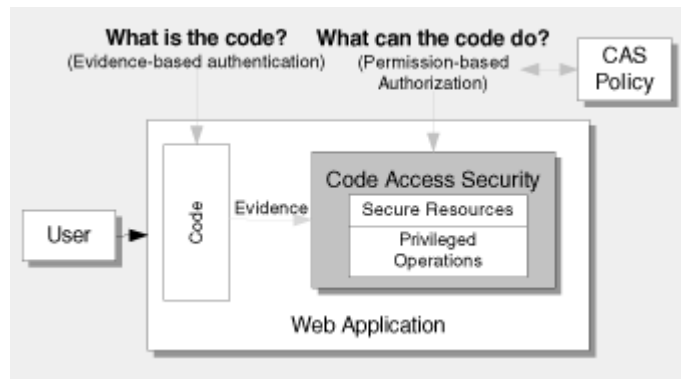 What is the code?
(Evidence-based authentication)
What can the code do?
(Permission-based
Authorization)
CAS
Policy
User
Code
Evidence
Code Access Security
Secure Resources
Privileged
Operations
Web Application